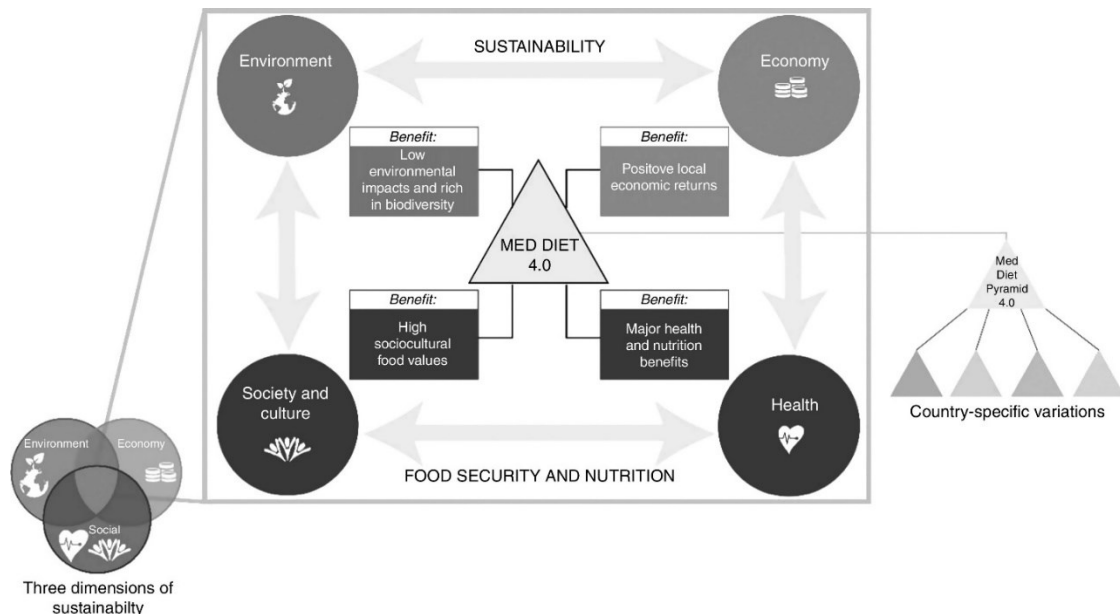 SUSTAINABILITY
Environment
Economy
Benefit:
Low
environmental
impacts and rich
in biodiversity
Benefit:
Positove local
economic returns
MED DIET
4.0
Benefit:
High
sociocultural
food values
Benefit:
Major health
and nutrition
benefits
Society and
culture
Health
FOOD SECURITY AND NUTRITION
Med
Diet
Pyramid
4.0
Country-specific variations
Environment
Economy
Social
Three dimensions of
sustainabilty